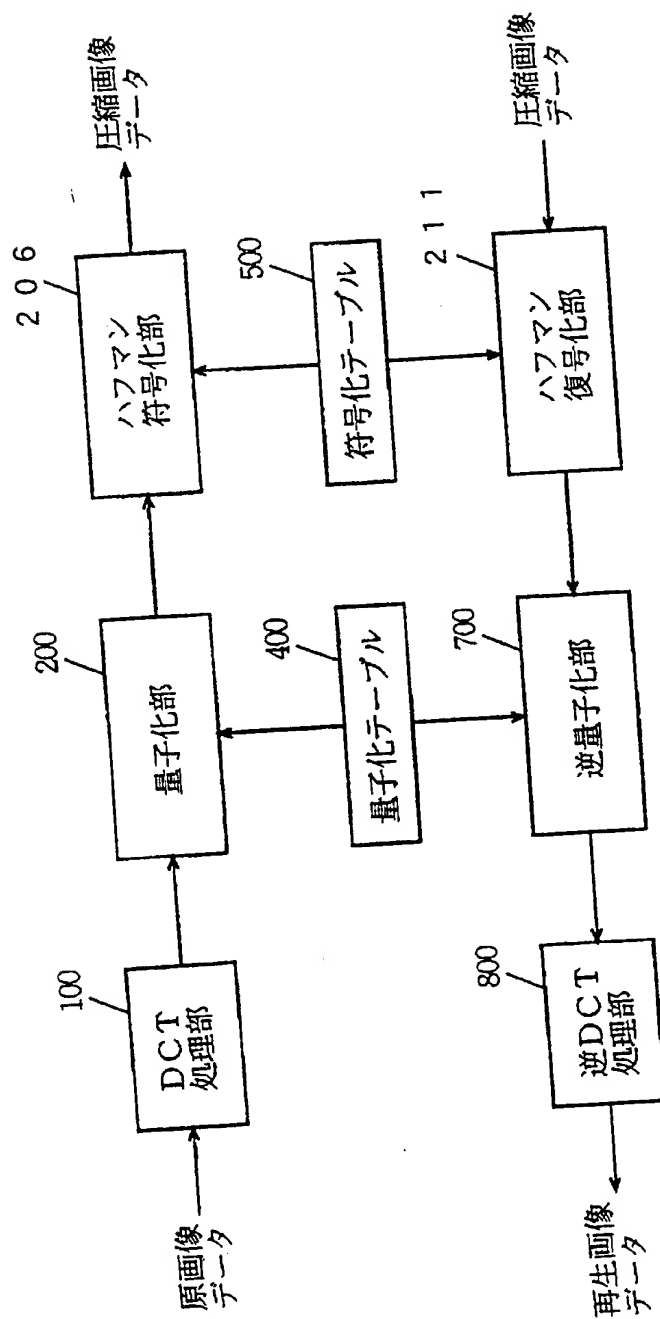 原画像
データ
100
DCT
処理部
200
量子化部
206
ハフマン
符号化部
圧縮画像
データ
400
量子化テーブル
500
符号化テーブル
再生画像
データ
800
逆DCT
処理部
700
逆量子化部
211
ハフマン
復号化部
圧縮画像
データ